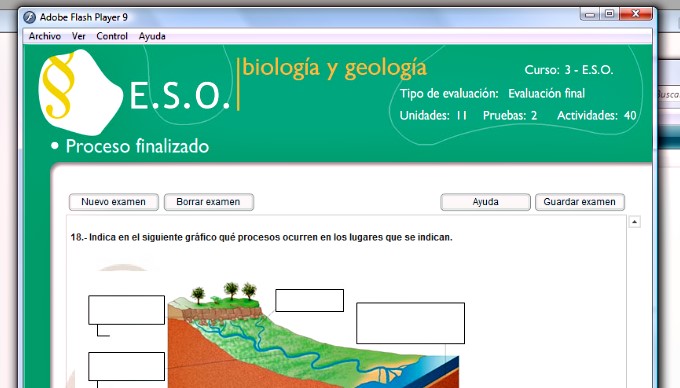 Adobe Flash Player 9
Archivo Ver Control Ayuda
§ E.S.O. biología y geología
Curso: 3 - E.S.O.
Tipo de evaluación: Evaluación final
Unidades: 11 Pruebas: 2 Actividades: 40
• Proceso finalizado
Nuevo examen Borrar examen Ayuda Guardar examen
18.- Indica en el siguiente gráfico qué procesos ocurren en los lugares que se indican.